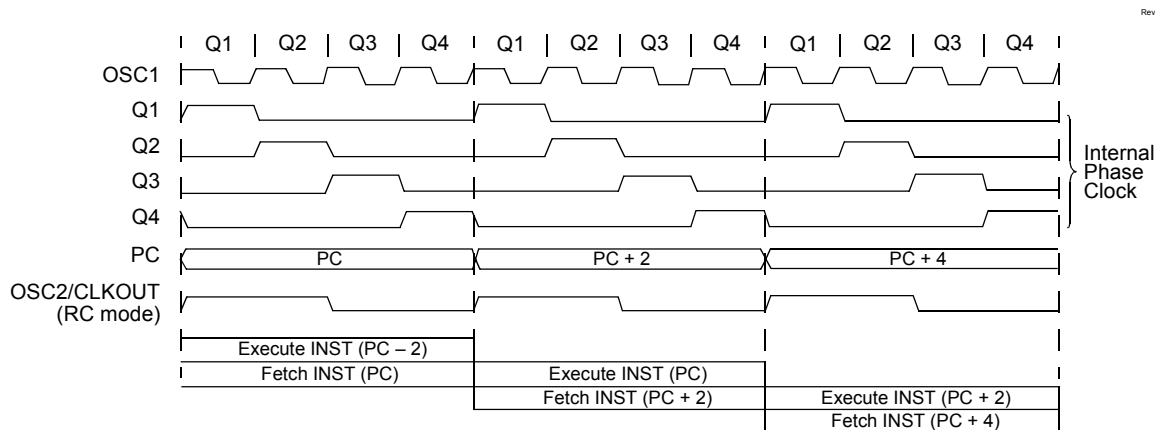 Rev
Q1 | Q2 | Q3 | Q4 | Q1 | Q2 | Q3 | Q4 | Q1 | Q2 | Q3 | Q4
OSC1
Q1
Q2
Q3
Q4
Internal
Phase
Clock
PC PC PC + 2 PC + 4
OSC2/CLKOUT
(RC mode)
Execute INST (PC – 2)
Fetch INST (PC) Execute INST (PC)
Fetch INST (PC + 2) Execute INST (PC + 2)
Fetch INST (PC + 4)